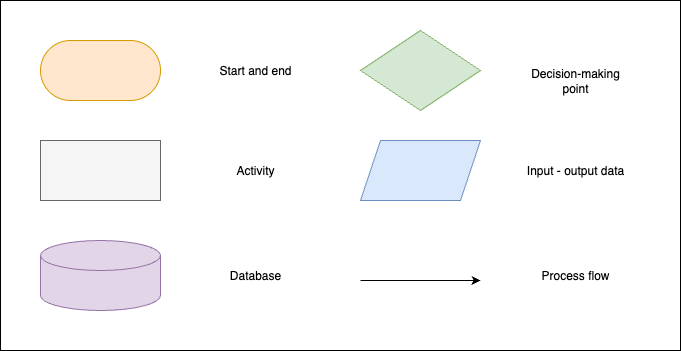 Start and end
Decision-making
point
Activity
Input - output data
Database
Process flow